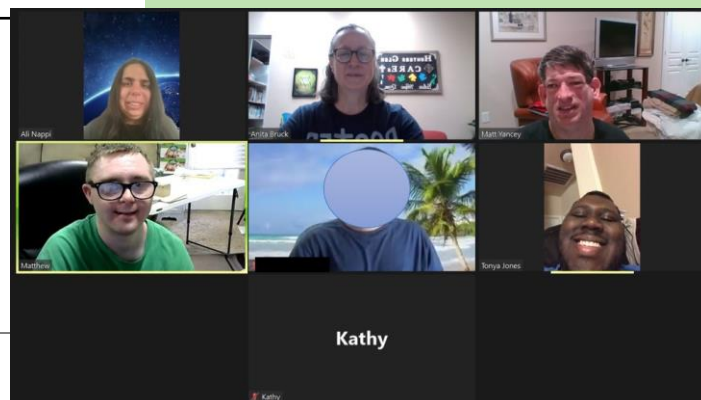 Ali Nappi
Anita Bruck
Matt Yancey
Matthew
Tonya Jones
Kathy
Kathy